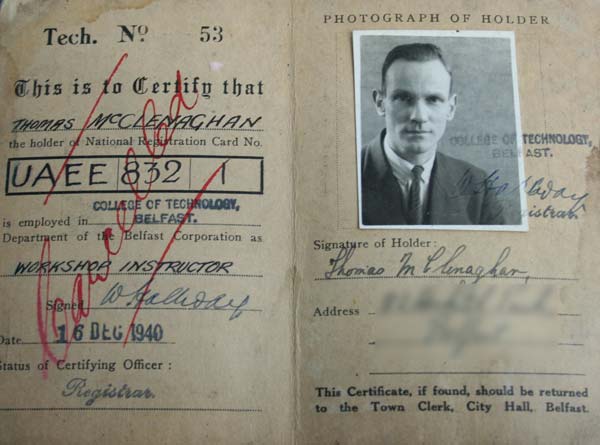 Tech. No 53
This is to Certify that
THOMAS McCLENAGHAN
the holder of National Registration Card No.
UAEE 832 1
COLLEGE OF TECHNOLOGY,
BELFAST.
is employed in
Department of the Belfast Corporation as
WORKSHOP INSTRUCTOR
Signed W Holliday
Date 16 DEC 1940
Status of Certifying Officer :
Registrar.
Cancelled
PHOTOGRAPH OF HOLDER
COLLEGE OF TECHNOLOGY,
BELFAST.
W Holliday
Registrar.
Signature of Holder:
Thomas McClenaghan,
Address
This Certificate, if found, should be returned
to the Town Clerk, City Hall, Belfast.